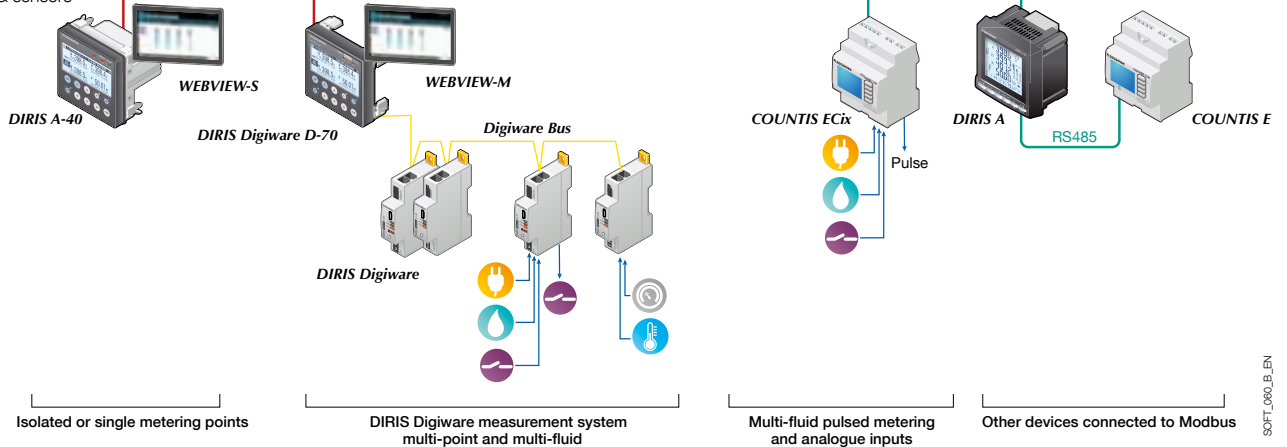 & sensors
WEBVIEW-S
WEBVIEW-M
DIRIS A-40
DIRIS Digiware D-70
Digiware Bus
COUNTIS ECix
DIRIS A
COUNTIS E
RS485
Pulse
DIRIS Digiware
Isolated or single metering points
DIRIS Digiware measurement system
multi-point and multi-fluid
Multi-fluid pulsed metering
and analogue inputs
Other devices connected to Modbus
SOFT_060_B_EN